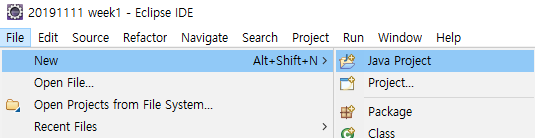 20191111 week1 - Eclipse IDE
File Edit Source Refactor Navigate Search Project Run Window Help
New Alt+Shift+N > Java Project
Open File... Project...
Open Projects from File System... Package
Recent Files > Class